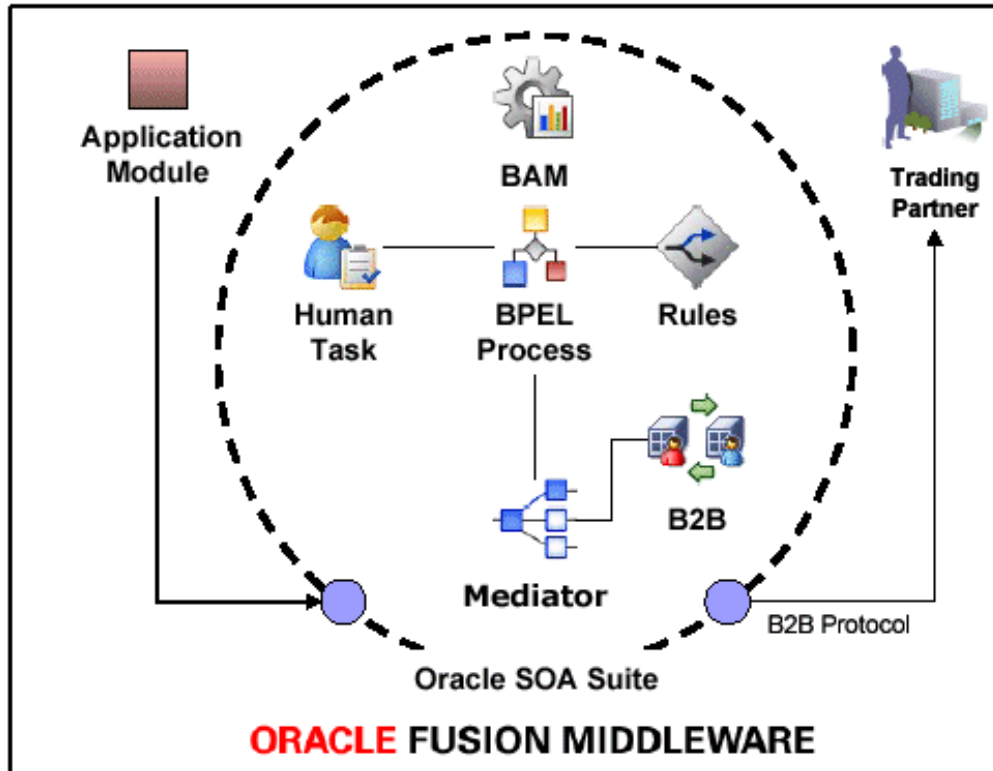 Application
Module
BAM
Trading
Partner
Human
Task
BPEL
Process
Rules
B2B
Mediator
B2B Protocol
Oracle SOA Suite
ORACLE FUSION MIDDLEWARE